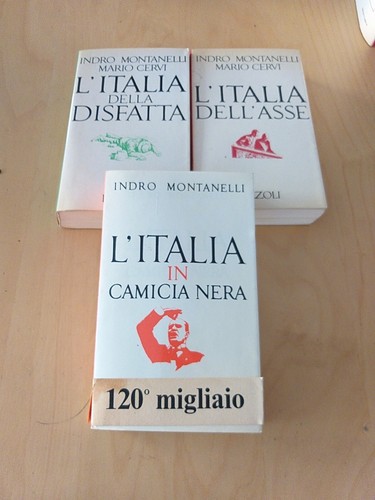 INDRO MONTANELLI
MARIO CERVI
L'ITALIA
DELLA
DISFATTA
INDRO MONTANELLI
MARIO CERVI
L'ITALIA
DELL'ASSE
ZOLI
INDRO MONTANELLI
L'ITALIA
IN
CAMICIA NERA
120° migliaio